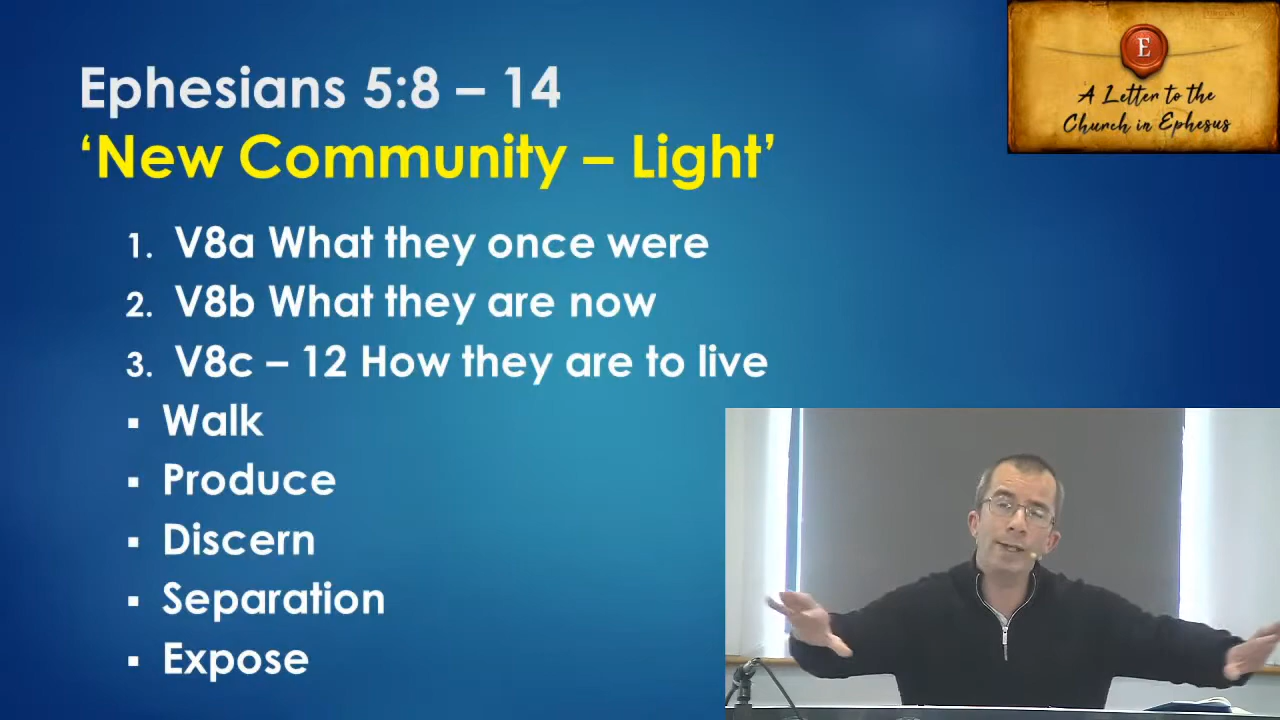 Ephesians 5:8 – 14
‘New Community – Light’
1. V8a What they once were
2. V8b What they are now
3. V8c – 12 How they are to live
▪ Walk
▪ Produce
▪ Discern
▪ Separation
▪ Expose
E
A Letter to the
Church in Ephesus